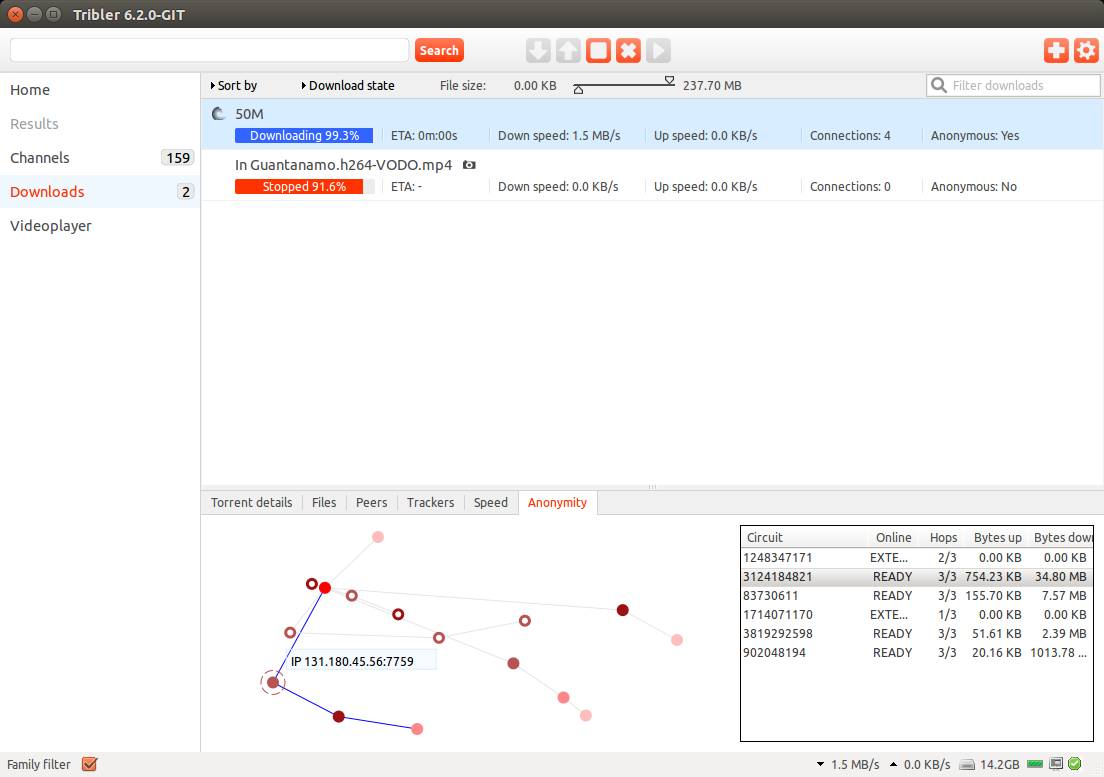 Tribler 6.2.0-GIT
Search
Home
Results
Channels 159
Downloads 2
Videoplayer
Sort by Download state File size: 0.00 KB 237.70 MB Filter downloads
50M
Downloading 99.3% ETA: 0m:00s Down speed: 1.5 MB/s Up speed: 0.0 KB/s Connections: 4 Anonymous: Yes
In Guantanamo.h264-VODO.mp4
Stopped 91.6% ETA: - Down speed: 0.0 KB/s Up speed: 0.0 KB/s Connections: 0 Anonymous: No
Torrent details Files Peers Trackers Speed Anonymity
IP 131.180.45.56:7759
Circuit Online Hops Bytes up Bytes down
1248347171 EXTE... 2/3 0.00 KB 0.00 KB
3124184821 READY 3/3 754.23 KB 34.80 MB
83730611 READY 3/3 155.70 KB 7.57 MB
1714071170 EXTE... 1/3 0.00 KB 0.00 KB
3819292598 READY 3/3 51.61 KB 2.39 MB
902048194 READY 3/3 20.16 KB 1013.78 ...
Family filter 1.5 MB/s 0.0 KB/s 14.2GB